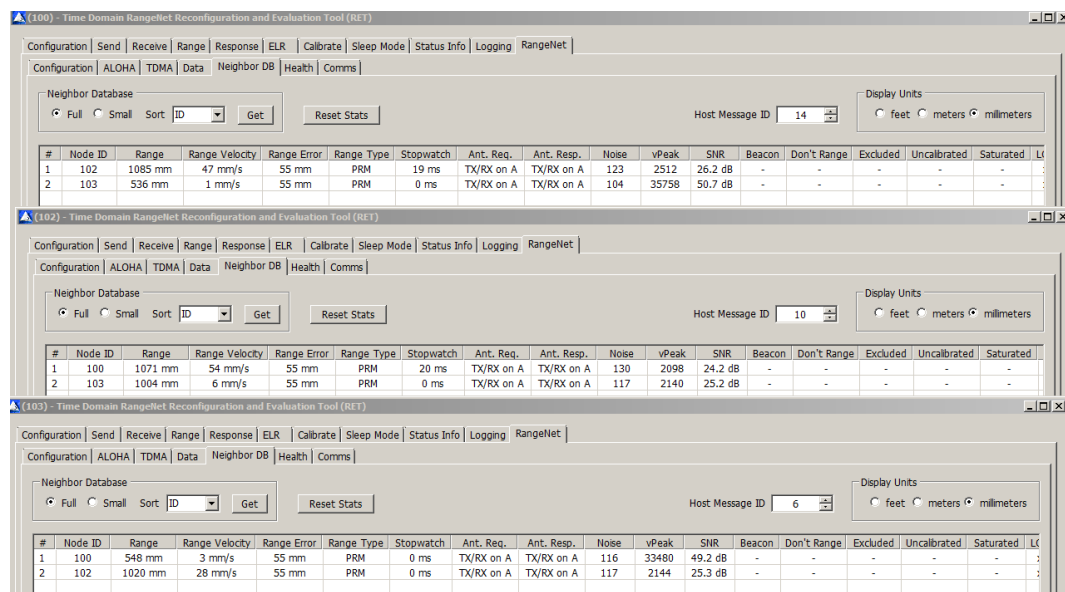 (100) - Time Domain RangeNet Reconfiguration and Evaluation Tool (RET)
Configuration Send Receive Range Response ELR Calibrate Sleep Mode Status Info Logging RangeNet
Configuration ALOHA TDMA Data Neighbor DB Health Comms
Neighbor Database Display Units
Full Small Sort ID Get Reset Stats Host Message ID 14 feet meters millimeters
# Node ID Range Range Velocity Range Error Range Type Stopwatch Ant. Req. Ant. Resp. Noise vPeak SNR Beacon Don't Range Excluded Uncalibrated Saturated
1 102 1085 mm 47 mm/s 55 mm PRM 19 ms TX/RX on A TX/RX on A 123 2512 26.2 dB - - - - -
2 103 536 mm 1 mm/s 55 mm PRM 0 ms TX/RX on A TX/RX on A 104 35758 50.7 dB - - - - -
(102) - Time Domain RangeNet Reconfiguration and Evaluation Tool (RET)
Configuration Send Receive Range Response ELR Calibrate Sleep Mode Status Info Logging RangeNet
Configuration ALOHA TDMA Data Neighbor DB Health Comms
Neighbor Database Display Units
Full Small Sort ID Get Reset Stats Host Message ID 10 feet meters millimeters
# Node ID Range Range Velocity Range Error Range Type Stopwatch Ant. Req. Ant. Resp. Noise vPeak SNR Beacon Don't Range Excluded Uncalibrated Saturated
1 100 1071 mm 54 mm/s 55 mm PRM 20 ms TX/RX on A TX/RX on A 130 2098 24.2 dB - - - - -
2 103 1004 mm 6 mm/s 55 mm PRM 0 ms TX/RX on A TX/RX on A 117 2140 25.2 dB - - - - -
(103) - Time Domain RangeNet Reconfiguration and Evaluation Tool (RET)
Configuration Send Receive Range Response ELR Calibrate Sleep Mode Status Info Logging RangeNet
Configuration ALOHA TDMA Data Neighbor DB Health Comms
Neighbor Database Display Units
Full Small Sort ID Get Reset Stats Host Message ID 6 feet meters millimeters
# Node ID Range Range Velocity Range Error Range Type Stopwatch Ant. Req. Ant. Resp. Noise vPeak SNR Beacon Don't Range Excluded Uncalibrated Saturated
1 100 548 mm 3 mm/s 55 mm PRM 0 ms TX/RX on A TX/RX on A 116 33480 49.2 dB - - - - -
2 102 1020 mm 28 mm/s 55 mm PRM 0 ms TX/RX on A TX/RX on A 117 2144 25.3 dB - - - - -